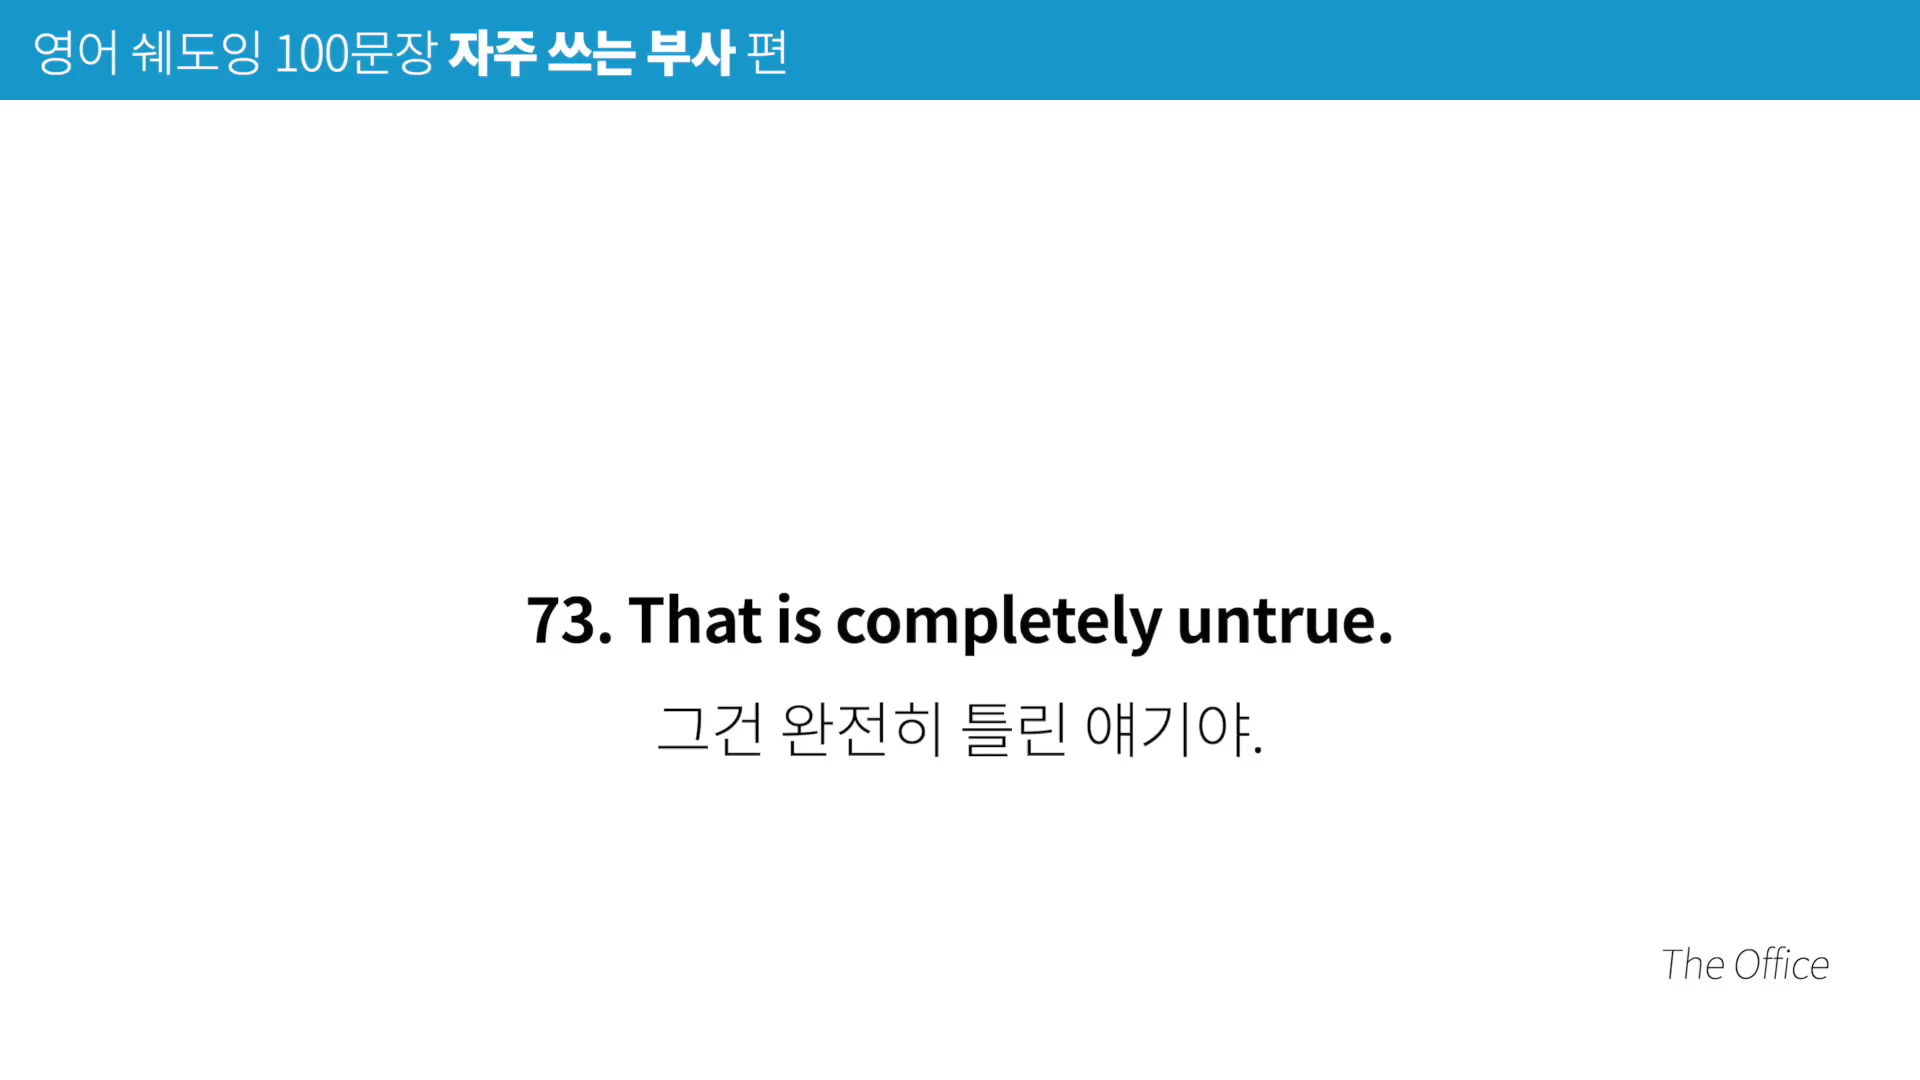 영어 쉐도잉 100문장 자주 쓰는 부사 편
73. That is completely untrue.
그건 완전히 틀린 얘기야.
The Office